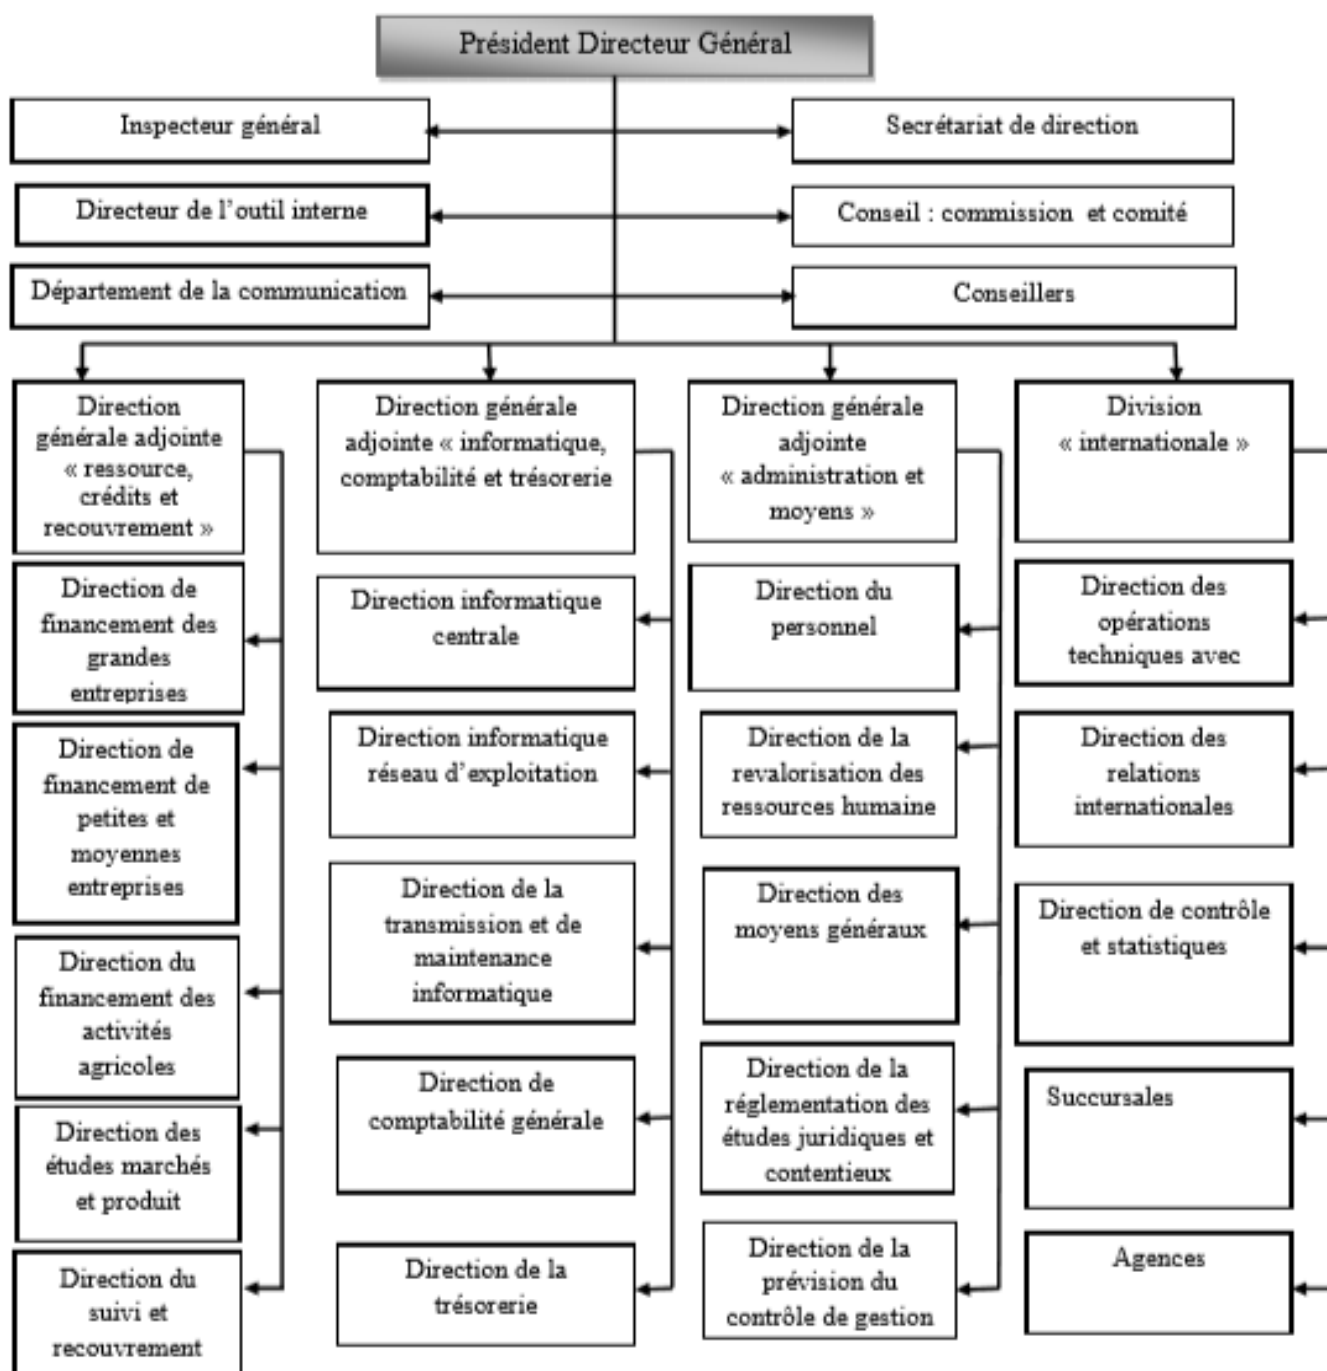 Président Directeur Général
Inspecteur général
Secrétariat de direction
Directeur de l'outil interne
Conseil : commission et comité
Département de la communication
Conseillers
Direction
générale adjointe
« ressource,
crédits et
recouvrement »
Direction générale
adjointe « informatique,
comptabilité et trésorerie
Direction générale
adjointe
« administration et
moyens »
Division
« internationale »
Direction de
financement des
grandes
entreprises
Direction informatique
centrale
Direction du
personnel
Direction des
opérations
techniques avec
Direction de
financement de
petites et
moyennes
entreprises
Direction informatique
réseau d'exploitation
Direction de la
revalorisation des
ressources humaine
Direction des
relations
internationales
Direction du
financement des
activités
agricoles
Direction de la
transmission et de
maintenance
informatique
Direction des
moyens généraux
Direction de contrôle
et statistiques
Direction des
études marchés
et produit
Direction de
comptabilité générale
Direction de la
réglementation des
études juridiques et
contentieux
Succursales
Direction du
suivi et
recouvrement
Direction de la
trésorerie
Direction de la
prévision du
contrôle de gestion
Agences